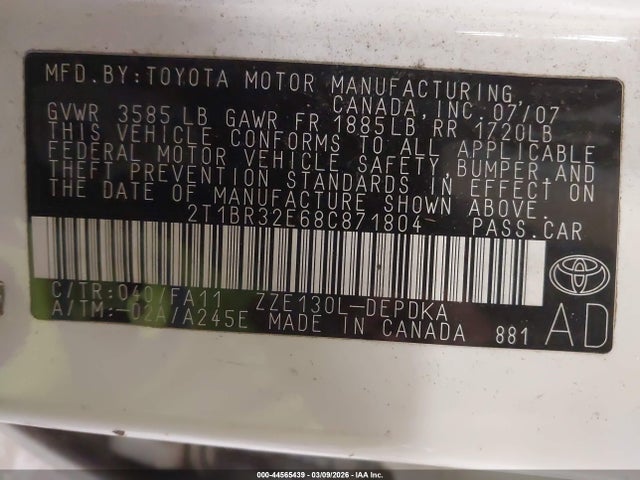 MFD. BY: TOYOTA MOTOR MANUFACTURING,
CANADA, INC. 07/07
GVWR 3585 LB GAWR FR 1885LB RR 1720LB
THIS VEHICLE CONFORMS TO ALL APPLICABLE
FEDERAL MOTOR VEHICLE SAFETY, BUMPER AND
THEFT PREVENTION STANDARDS IN EFFECT ON
THE DATE OF MANUFACTURE SHOWN ABOVE.
2T1BR32E68C871804 PASS.CAR
C/TR: 040/FA11 ZZE130L-DEPDKA
A/TM:-02A/A245E MADE IN CANADA 881 AD
000-44565439 - 03/09/2026 - IAA Inc.